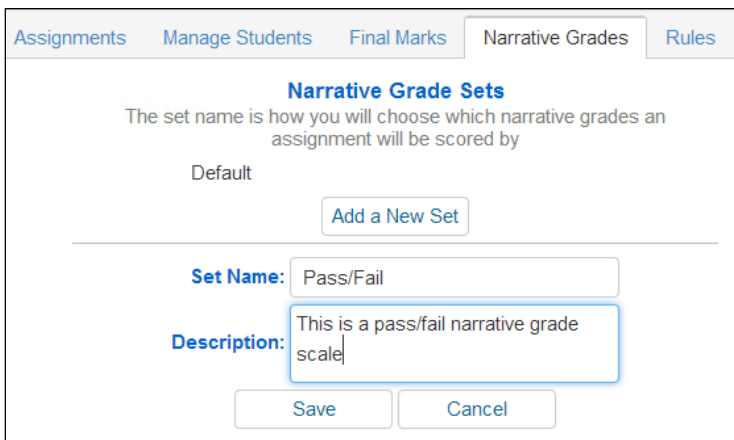 Assignments Manage Students Final Marks Narrative Grades Rules
Narrative Grade Sets
The set name is how you will choose which narrative grades an
assignment will be scored by
Default
Add a New Set
Set Name: Pass/Fail
Description: This is a pass/fail narrative grade
scale
Save Cancel